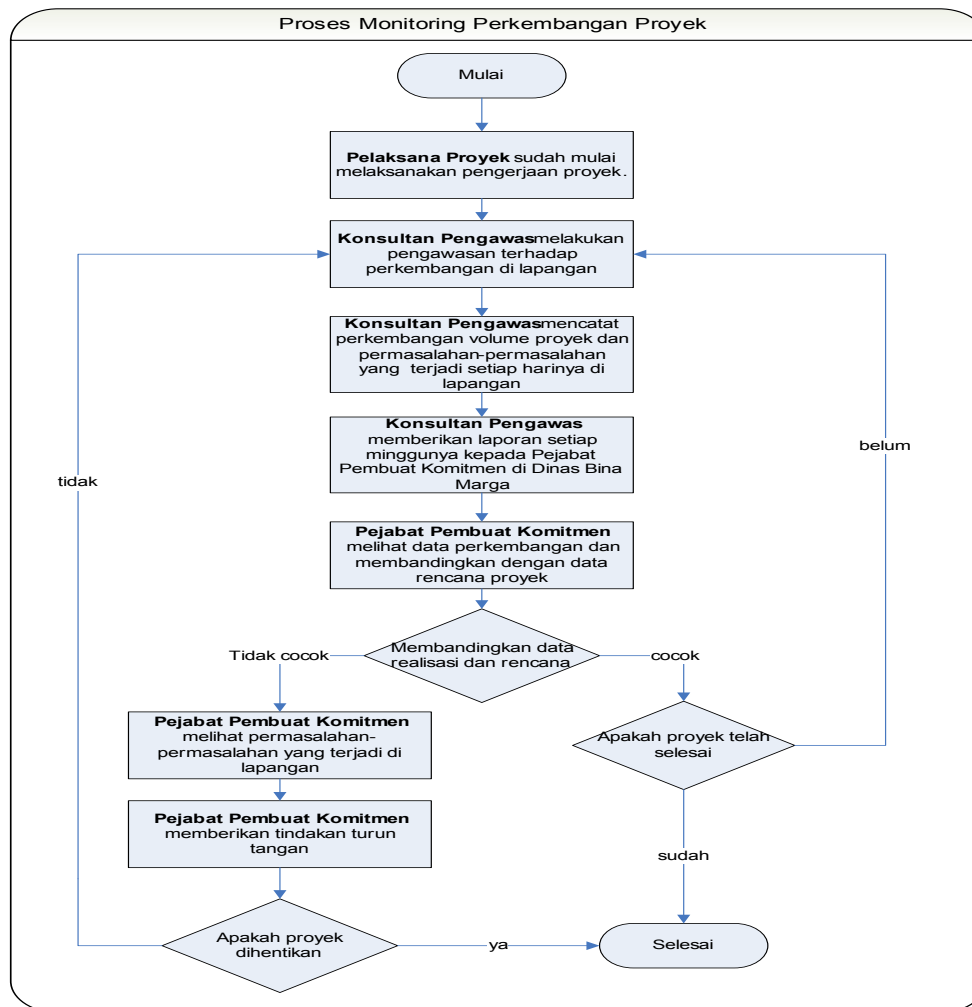 Proses Monitoring Perkembangan Proyek
Mulai
Pelaksana Proyek sudah mulai
melaksanakan pengerjaan proyek.
Konsultan Pengawasmelakukan
pengawasan terhadap
perkembangan di lapangan
Konsultan Pengawasmencatat
perkembangan volume proyek dan
permasalahan-permasalahan
yang terjadi setiap harinya di
lapangan
Konsultan Pengawas
memberikan laporan setiap
minggunya kepada Pejabat
Pembuat Komitmen di Dinas Bina
Marga
belum
tidak
Pejabat Pembuat Komitmen
melihat data perkembangan dan
membandingkan dengan data
rencana proyek
Membandingkan data
realisasi dan rencana
Tidak cocok
cocok
Pejabat Pembuat Komitmen
melihat permasalahan-
permasalahan yang terjadi di
lapangan
Apakah proyek telah
selesai
Pejabat Pembuat Komitmen
memberikan tindakan turun
tangan
sudah
Apakah proyek
dihentikan
ya
Selesai